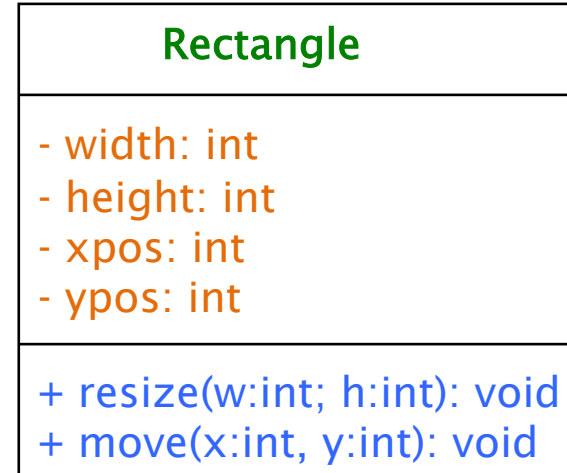 Rectangle
- width: int
- height: int
- xpos: int
- ypos: int
+ resize(w:int; h:int): void
+ move(x:int, y:int): void